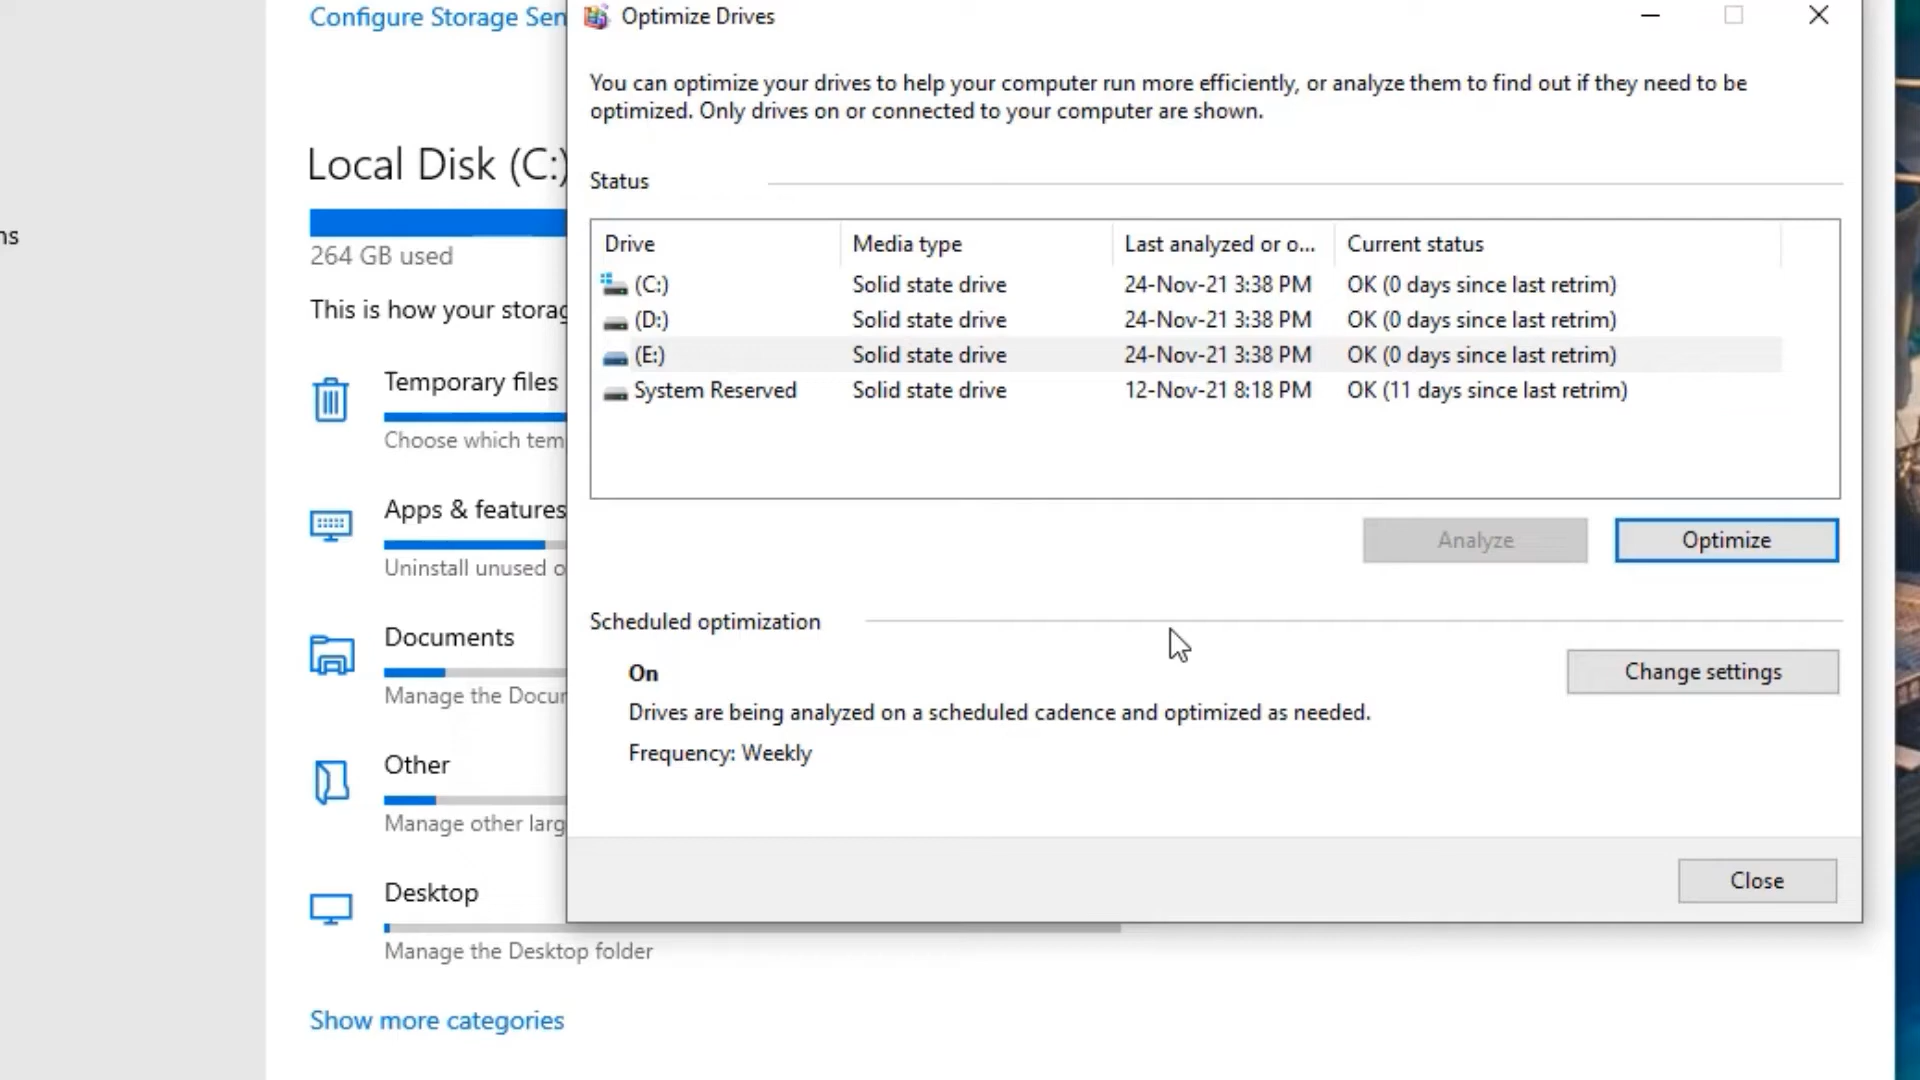 Configure Storage Sen
ns
Local Disk (C:)
264 GB used
This is how your storag
Temporary files
Choose which tem
Apps & features
Uninstall unused o
Documents
Manage the Docur
Other
Manage other larg
Desktop
Manage the Desktop folder
Show more categories
Optimize Drives
You can optimize your drives to help your computer run more efficiently, or analyze them to find out if they need to be
optimized. Only drives on or connected to your computer are shown.
Status
Drive Media type Last analyzed or o... Current status
(C:) Solid state drive 24-Nov-21 3:38 PM OK (0 days since last retrim)
(D:) Solid state drive 24-Nov-21 3:38 PM OK (0 days since last retrim)
(E:) Solid state drive 24-Nov-21 3:38 PM OK (0 days since last retrim)
System Reserved Solid state drive 12-Nov-21 8:18 PM OK (11 days since last retrim)
Analyze Optimize
Scheduled optimization
On
Change settings
Drives are being analyzed on a scheduled cadence and optimized as needed.
Frequency: Weekly
Close